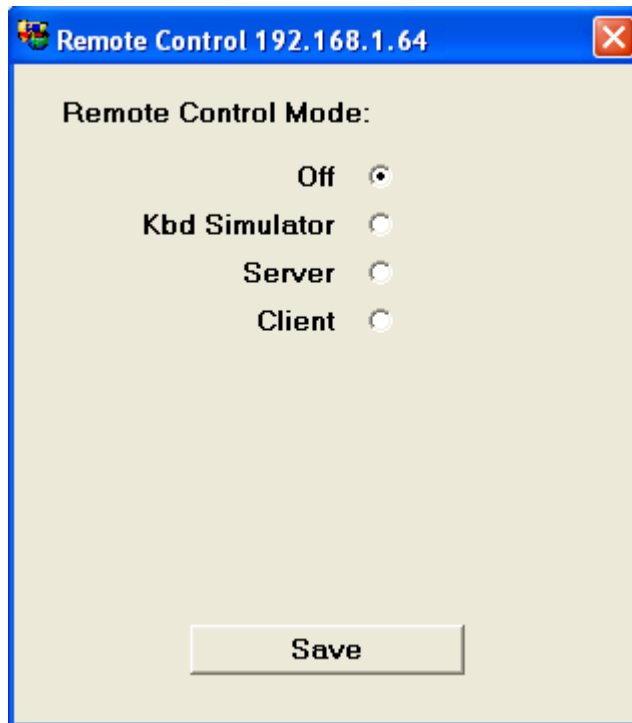 Remote Control 192.168.1.64
Remote Control Mode:
Off
Kbd Simulator
Server
Client
Save